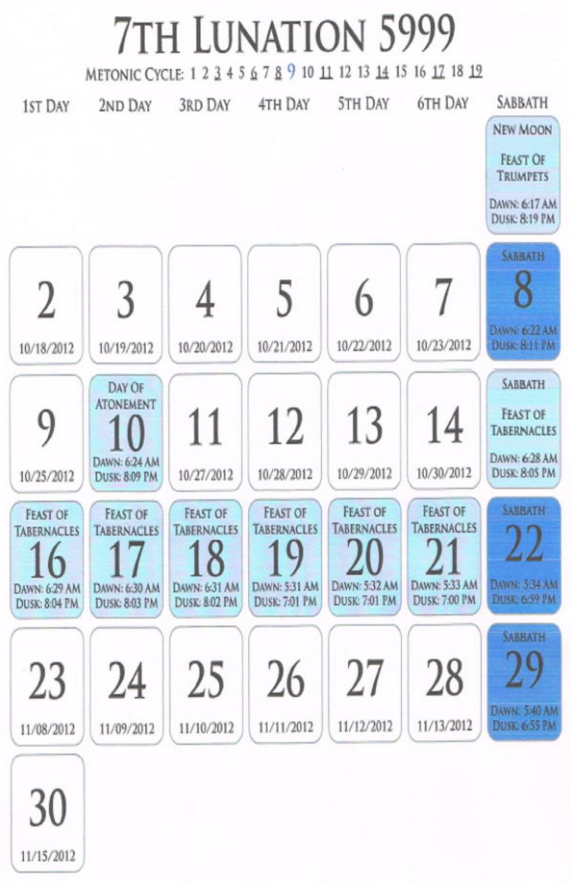 7TH LUNATION 5999
METONIC CYCLE: 1 2 3 4 5 6 7 8 9 10 11 12 13 14 15 16 17 18 19
1ST DAY 2ND DAY 3RD DAY 4TH DAY 5TH DAY 6TH DAY SABBATH
NEW MOON
FEAST OF
TRUMPETS
DAWN: 6:17 AM
DUSK: 8:19 PM
2
10/18/2012
3
10/19/2012
4
10/20/2012
5
10/21/2012
6
10/22/2012
7
10/23/2012
SABBATH
8
DAWN: 6:22 AM
DUSK: 8:11 PM
9
10/25/2012
DAY OF
ATONEMENT
10
DAWN: 6:24 AM
DUSK: 8:09 PM
11
10/27/2012
12
10/28/2012
13
10/29/2012
14
10/30/2012
SABBATH
FEAST OF
TABERNACLES
DAWN: 6:28 AM
DUSK: 8:05 PM
FEAST OF
TABERNACLES
16
DAWN: 6:29 AM
DUSK: 8:04 PM
FEAST OF
TABERNACLES
17
DAWN: 6:30 AM
DUSK: 8:03 PM
FEAST OF
TABERNACLES
18
DAWN: 6:31 AM
DUSK: 8:02 PM
FEAST OF
TABERNACLES
19
DAWN: 5:31 AM
DUSK: 7:01 PM
FEAST OF
TABERNACLES
20
DAWN: 5:32 AM
DUSK: 7:01 PM
FEAST OF
TABERNACLES
21
DAWN: 5:33 AM
DUSK: 7:00 PM
SABBATH
22
DAWN: 5:34 AM
DUSK: 6:59 PM
23
11/08/2012
24
11/09/2012
25
11/10/2012
26
11/11/2012
27
11/12/2012
28
11/13/2012
SABBATH
29
DAWN: 5:40 AM
DUSK: 6:55 PM
30
11/15/2012